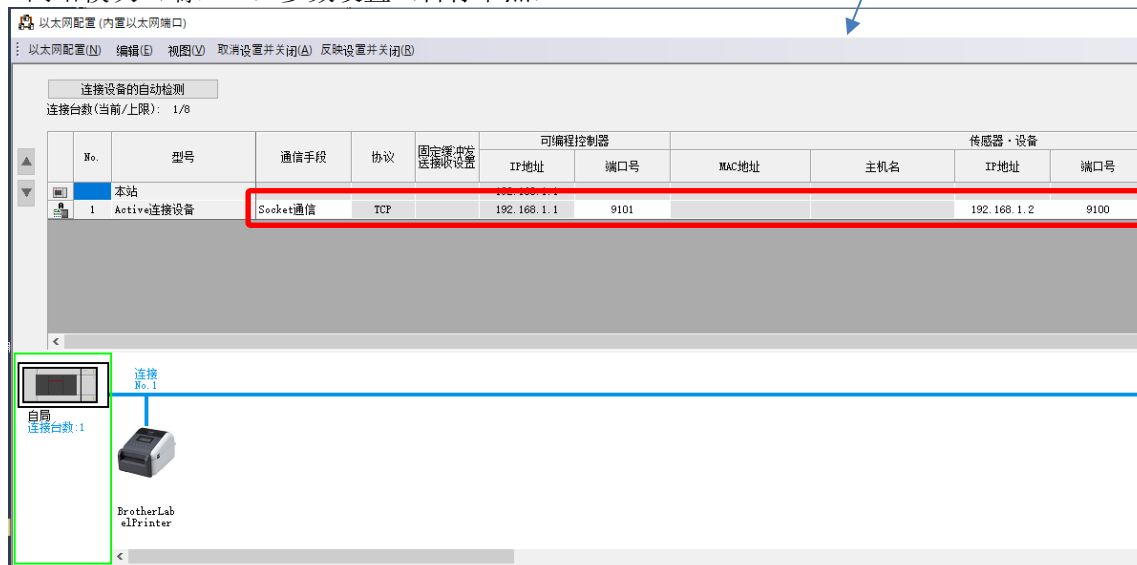 以太网配置 (内置以太网端口)
以太网配置(N) 编辑(E) 视图(V) 取消设置并关闭(A) 反映设置并关闭(R)
连接设备的自动检测
连接台数(当前/上限): 1/8
No. 型号 通信手段 协议 固定缓冲发送接收设置 可编程控制器 传感器・设备
IP地址 端口号 MAC地址 主机名 IP地址 端口号
本站 192.168.1.1
1 Active连接设备 Socket通信 TCP 192.168.1.1 9101 192.168.1.2 9100
连接
No.1
自局
连接台数:1
BrotherLab
elPrinter